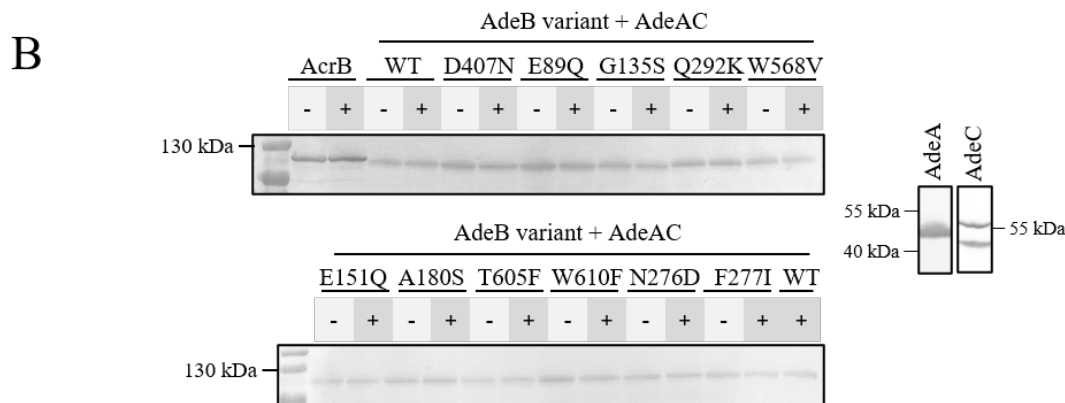 B
AdeB variant + AdeAC
AcrB WT D407N E89Q G135S Q292K W568V
- + - + - + - + - + - + - +
130 kDa
AdeA AdeC
55 kDa
40 kDa
55 kDa
AdeB variant + AdeAC
E151Q A180S T605F W610F N276D F277I WT
- + - + - + - + - + - + +
130 kDa